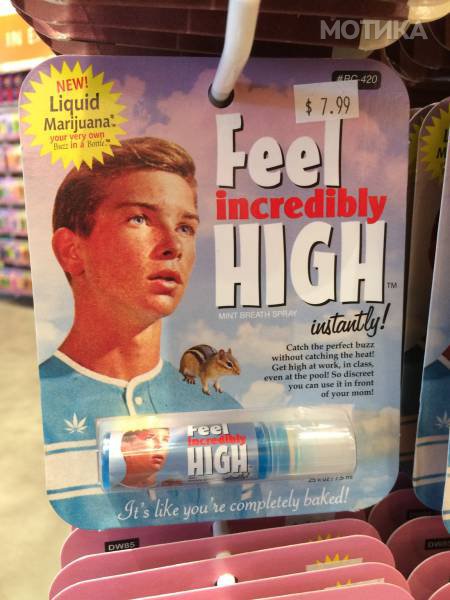 МОТИКА
NEW!
Liquid
Marijuana
your very own
Buzz in a Bottle.™
#BC-420
$ 7.99
Feel
incredibly
HIGH™
MINT BREATH SPRAY
instantly!
Catch the perfect buzz
without catching the heat!
Get high at work, in class,
even at the pool! So discreet
you can use it in front
of your mom!
Feel
incredibly
HIGH
instantly!
It's like you're completely baked!
DW85